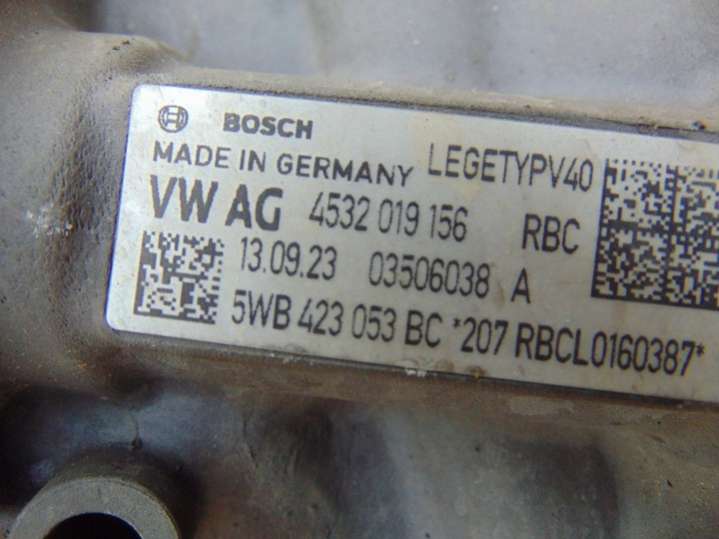 BOSCH
MADE IN GERMANY LEGETYPV40
VW AG 4532 019 156 RBC
13.09.23 03506038 A
5WB 423 053 BC *207 RBCL0160387*